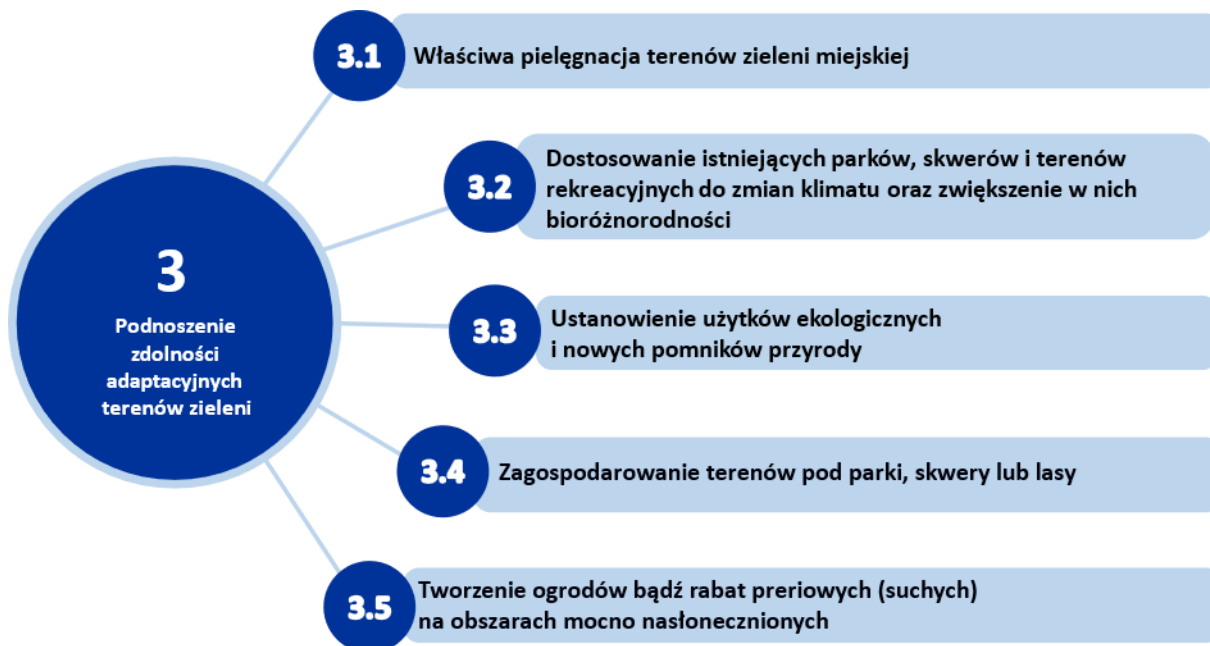 3
Podnoszenie
zdolności
adaptacyjnych
terenów zieleni
3.1
Właściwa pielęgnacja terenów zieleni miejskiej
3.2
Dostosowanie istniejących parków, skwerów i terenów
rekreacyjnych do zmian klimatu oraz zwiększenie w nich
bioróżnorodności
3.3
Ustanowienie użytków ekologicznych
i nowych pomników przyrody
3.4
Zagospodarowanie terenów pod parki, skwery lub lasy
3.5
Tworzenie ogrodów bądź rabat preriowych (suchych)
na obszarach mocno nasłonecznionych